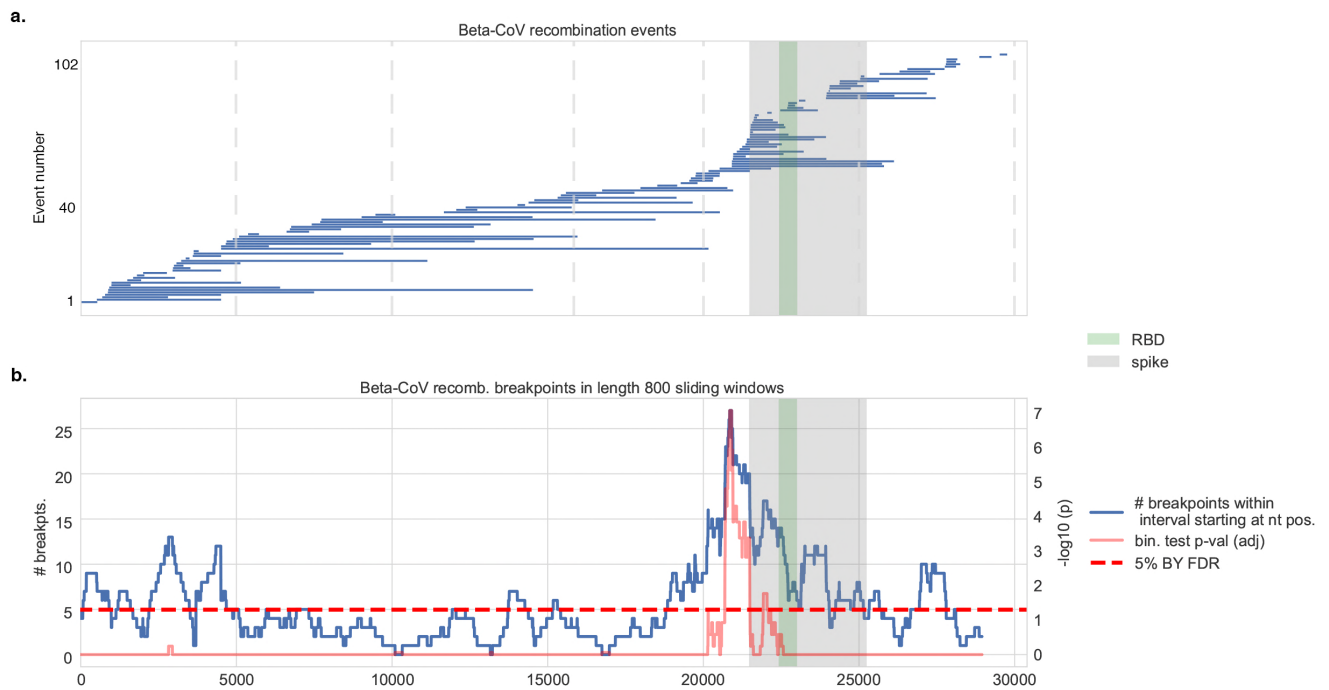 a.
Beta-CoV recombination events
102
40
1
Event number
RBD
spike
b.
Beta-CoV recomb. breakpoints in length 800 sliding windows
25
20
15
10
5
0
# breakpts.
7
6
5
4
3
2
1
0
-log10 (p)
# breakpoints within
interval starting at nt pos.
bin. test p-val (adj)
5% BY FDR
0
5000
10000
15000
20000
25000
30000